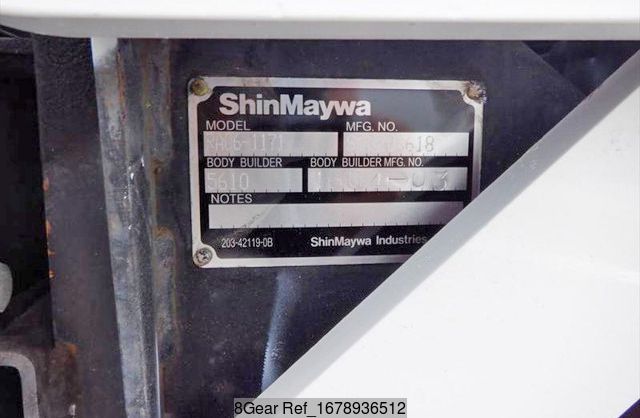 ShinMaywa
MODEL MFG. NO.
BODY BUILDER BODY BUILDER MFG. NO.
5610
NOTES
203-42119-0B ShinMaywa Industries
8Gear Ref_1678936512